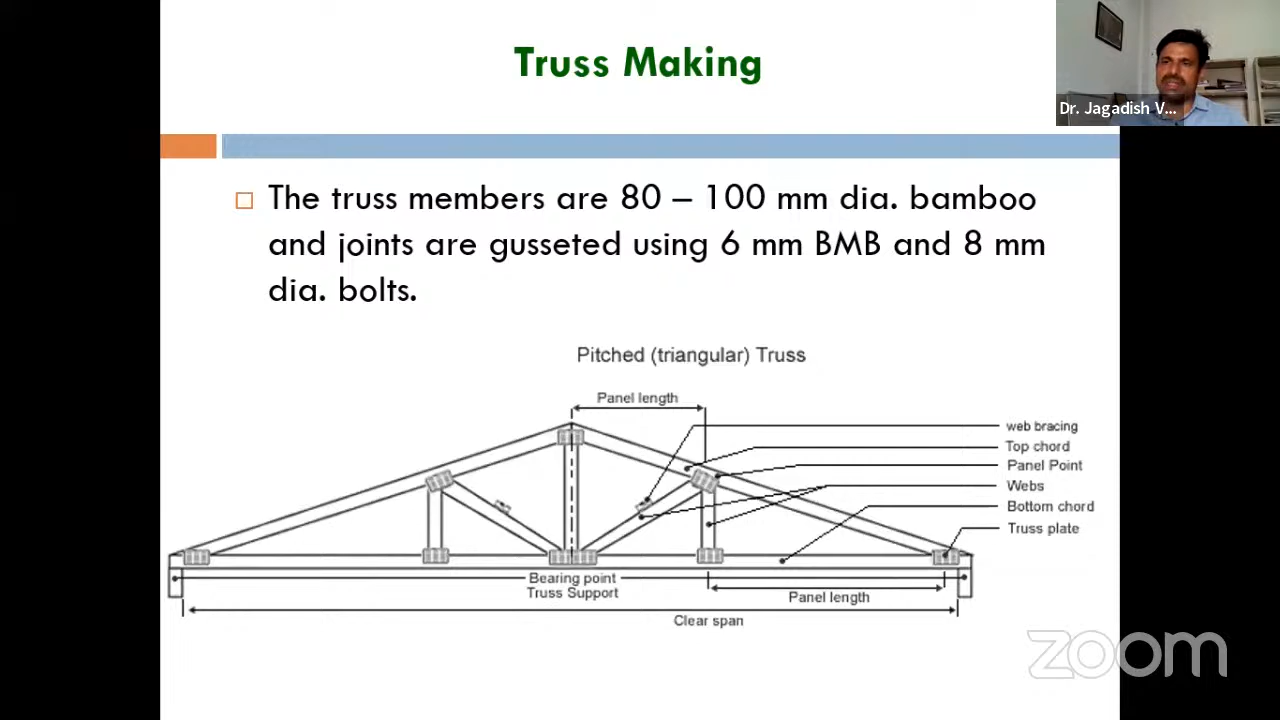 Truss Making
Dr. Jagadish V...
The truss members are 80 – 100 mm dia. bamboo
and joints are gusseted using 6 mm BMB and 8 mm
dia. bolts.
Pitched (triangular) Truss
Panel length
web bracing
Top chord
Panel Point
Webs
Bottom chord
Truss plate
Bearing point
Truss Support
Panel length
Clear span
zoom